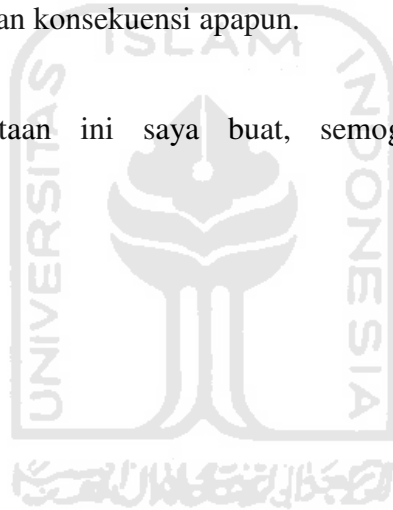 an konsekuensi apapun.
ISLAM
taan ini saya buat, semog
UNIVERSITAS
INDONESIA